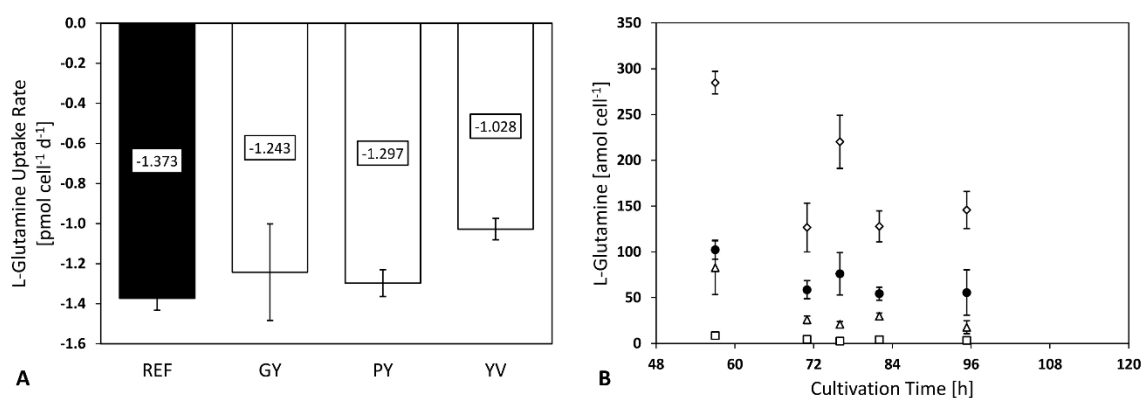 L-Glutamine Uptake Rate
[pmol cell⁻¹ d⁻¹]
0.0
-0.2
-0.4
-0.6
-0.8
-1.0
-1.2
-1.4
-1.6
-1.373
-1.243
-1.297
-1.028
REF GY PY YV
A
L-Glutamine [amol cell⁻¹]
350
300
250
200
150
100
50
0
48 60 72 84 96 108 120
Cultivation Time [h]
B